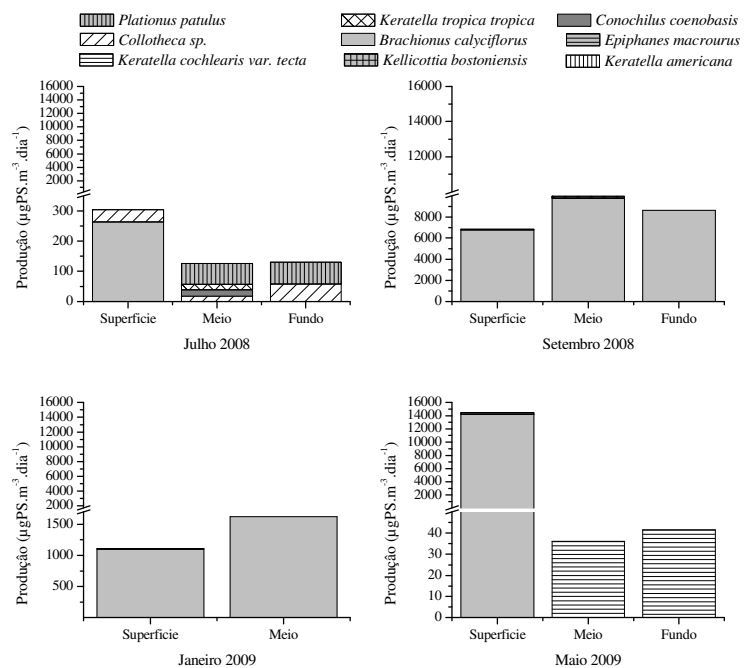 Plationus patulus
Keratella tropica tropica
Conochilus coenobasis
Collotheca sp.
Brachionus calyciflorus
Epiphanes macrourus
Keratella cochlearis var. tecta
Kellicottia bostoniensis
Keratella americana
Produção (µgPS.m⁻³.dia⁻¹)
16000
14000
12000
10000
8000
6000
4000
2000
300
200
100
0
Superficie Meio Fundo
Julho 2008
Produção (µgPS.m⁻³.dia⁻¹)
16000
12000
8000
6000
4000
2000
0
Superficie Meio Fundo
Setembro 2008
Produção (µgPS.m⁻³.dia⁻¹)
16000
14000
12000
10000
8000
6000
4000
2000
1500
1000
500
Superficie Meio
Janeiro 2009
Produção (µgPS.m⁻³.dia⁻¹)
16000
14000
12000
10000
8000
6000
4000
2000
40
30
20
10
0
Superficie Meio Fundo
Maio 2009